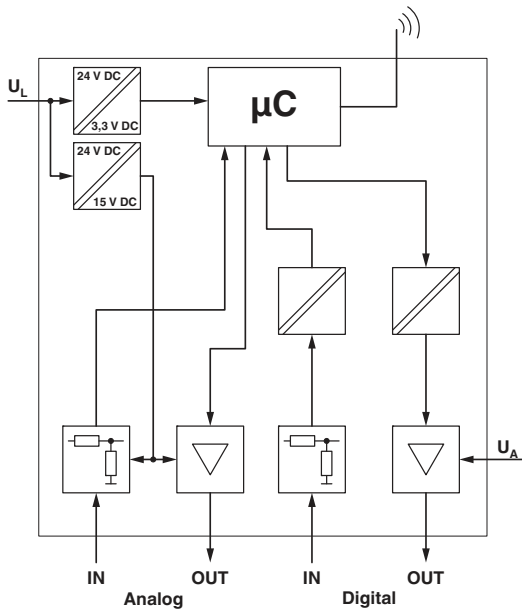 U_L
24 V DC
3,3 V DC
µC
24 V DC
15 V DC
U_A
IN
OUT
IN
OUT
Analog
Digital